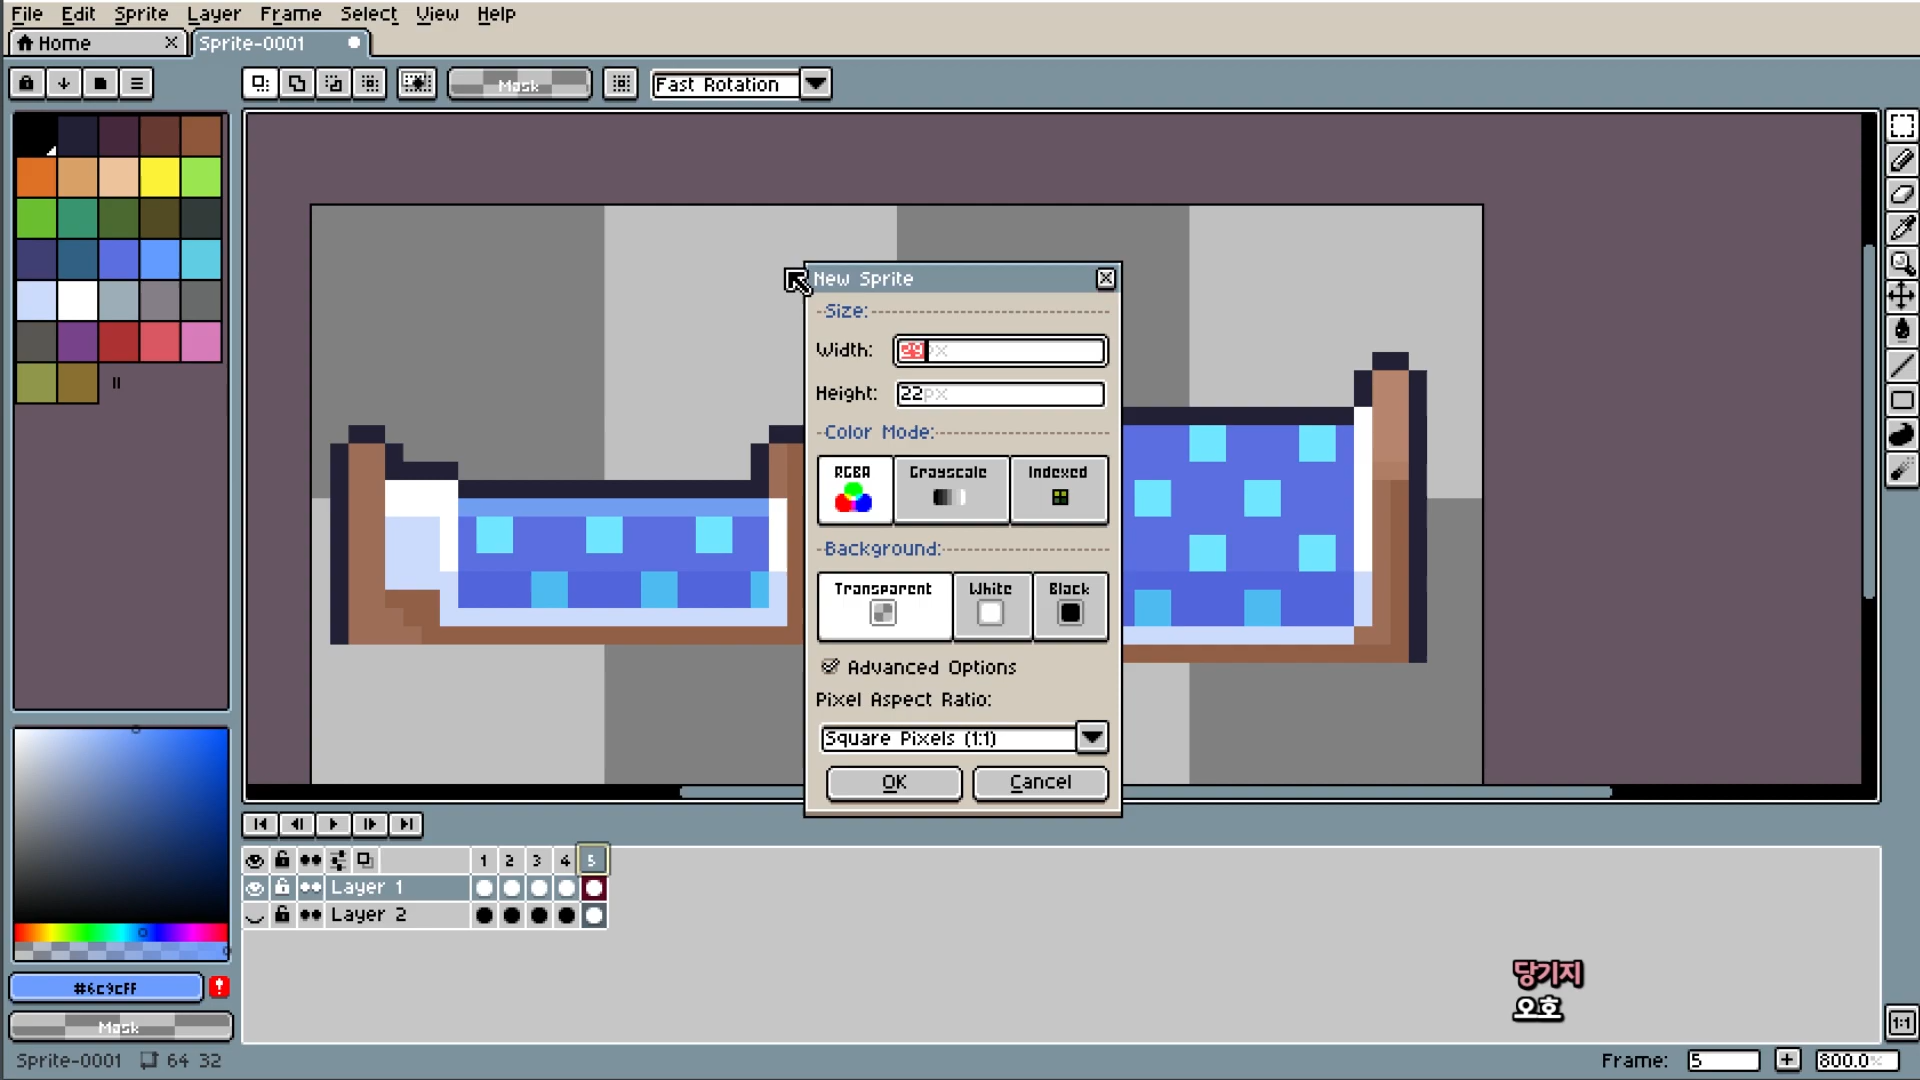 File Edit Sprite Layer Frame Select View Help
Home
Sprite-0001
Mask
Fast Rotation
New Sprite
Size:
Width: 29px
Height: 22px
Color Mode:
RGBA Grayscale Indexed
Background:
Transparent White Black
Advanced Options
Pixel Aspect Ratio:
Square Pixels (1:1)
OK Cancel
1 2 3 4 5
Layer 1
Layer 2
#6c9cff
Mask
당기지
오호
1:1
Sprite-0001 64 32
Frame: 5 + 800.0%